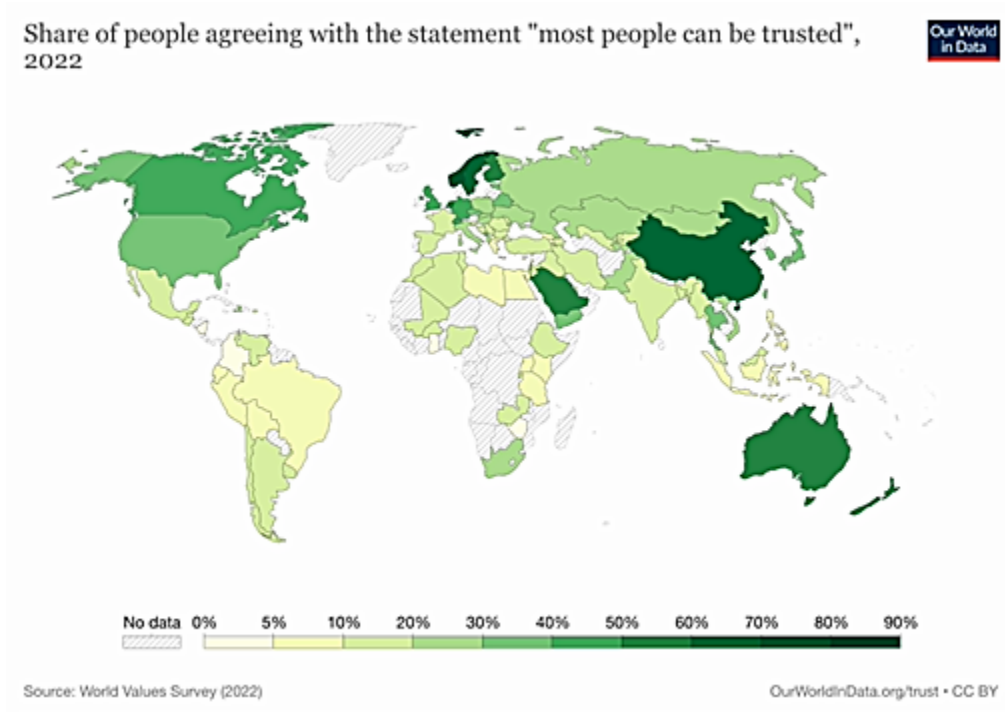 Share of people agreeing with the statement "most people can be trusted",
2022
Our World
in Data
No data 0% 5% 10% 20% 30% 40% 50% 60% 70% 80% 90%
Source: World Values Survey (2022)
OurWorldInData.org/trust • CC BY